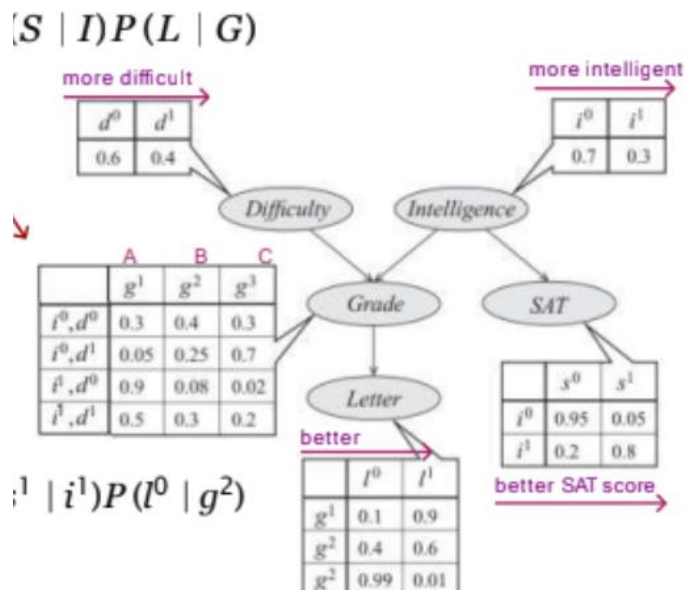 (S | I)P(L | G)
more difficult
more intelligent
d⁰ d¹
0.6 0.4
i⁰ i¹
0.7 0.3
Difficulty
Intelligence
A B C
g¹ g² g³
i⁰, d⁰ 0.3 0.4 0.3
i⁰, d¹ 0.05 0.25 0.7
i¹, d⁰ 0.9 0.08 0.02
i¹, d¹ 0.5 0.3 0.2
Grade
SAT
Letter
s⁰ s¹
i⁰ 0.95 0.05
i¹ 0.2 0.8
better
l⁰ l¹
g¹ 0.1 0.9
g² 0.4 0.6
g² 0.99 0.01
better SAT score
s¹ | i¹)P(l⁰ | g²)